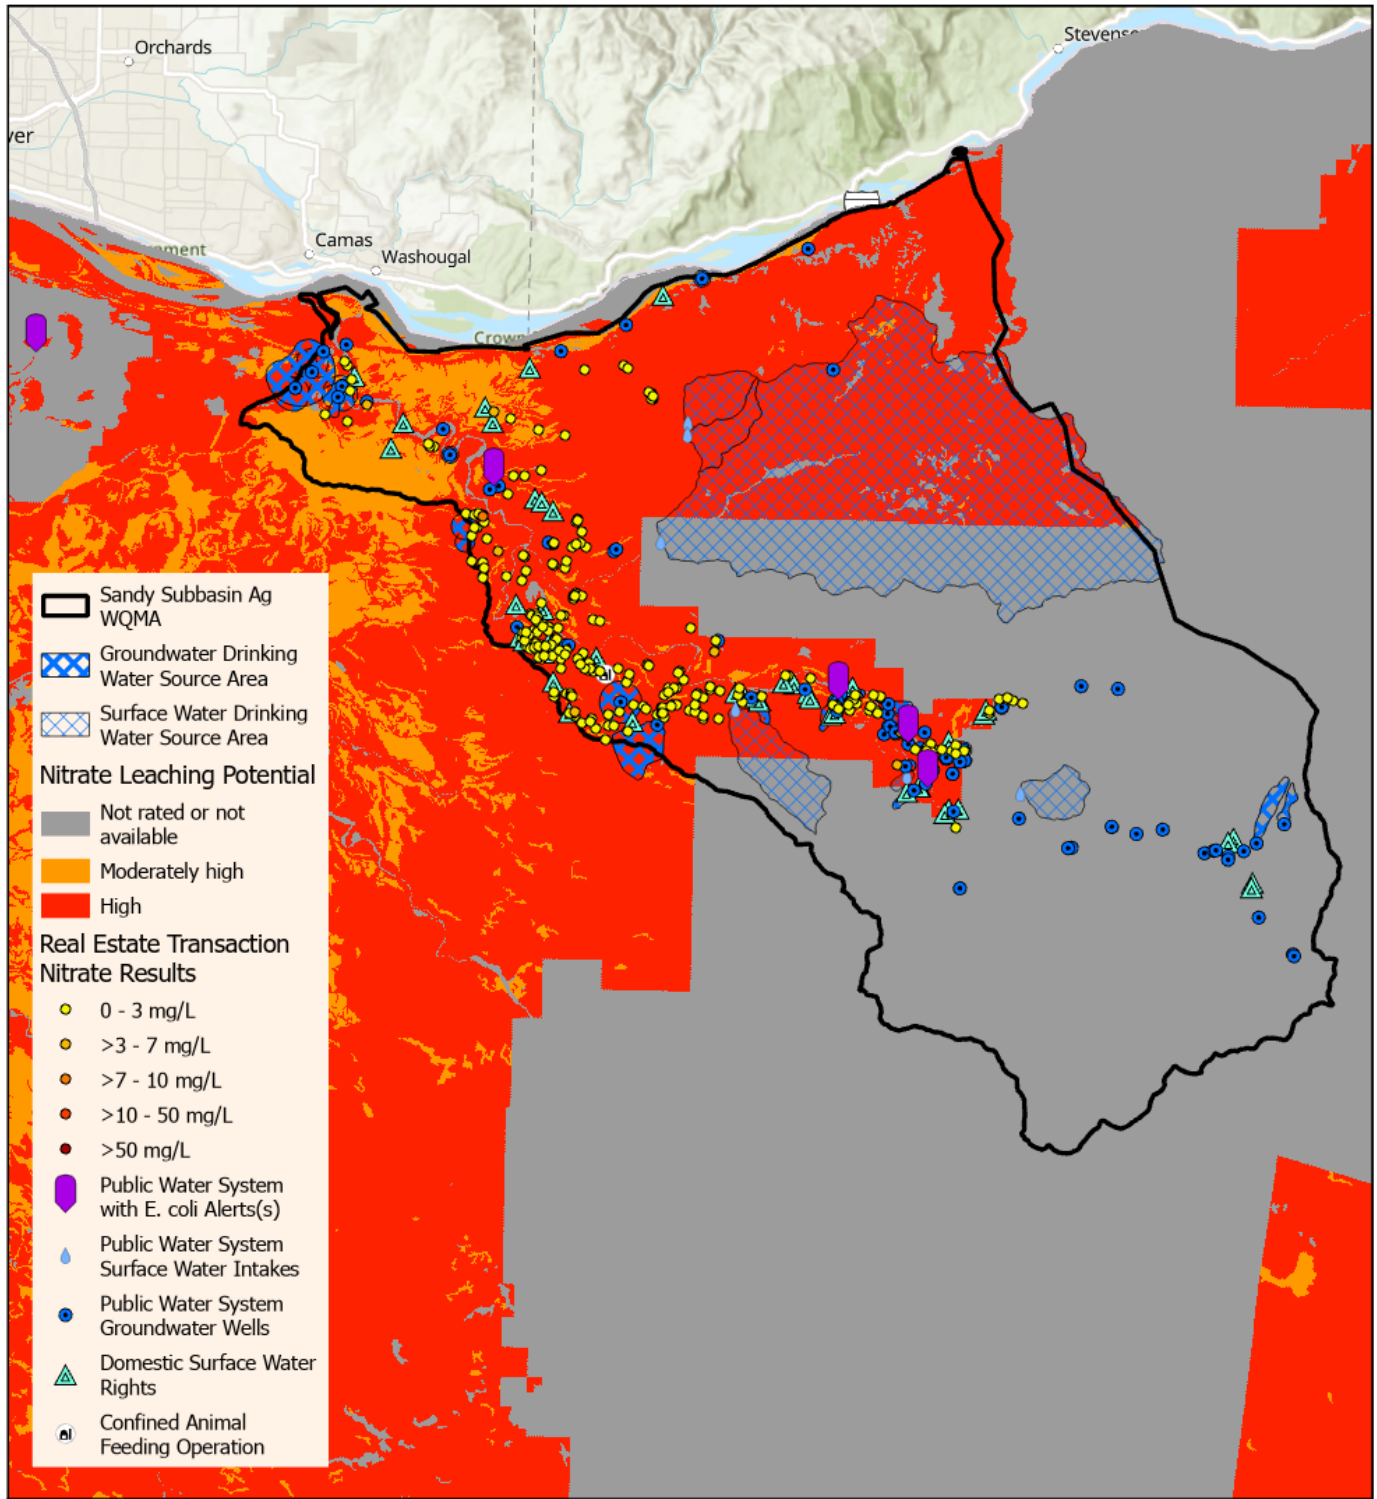 Orchards
Stevenso
ver
Camas
Washougal
nment
Crown
Sandy Subbasin Ag
WQMA
Groundwater Drinking
Water Source Area
Surface Water Drinking
Water Source Area
Nitrate Leaching Potential
Not rated or not
available
Moderately high
High
Real Estate Transaction
Nitrate Results
0 - 3 mg/L
>3 - 7 mg/L
>7 - 10 mg/L
>10 - 50 mg/L
>50 mg/L
Public Water System
with E. coli Alerts(s)
Public Water System
Surface Water Intakes
Public Water System
Groundwater Wells
Domestic Surface Water
Rights
Confined Animal
Feeding Operation